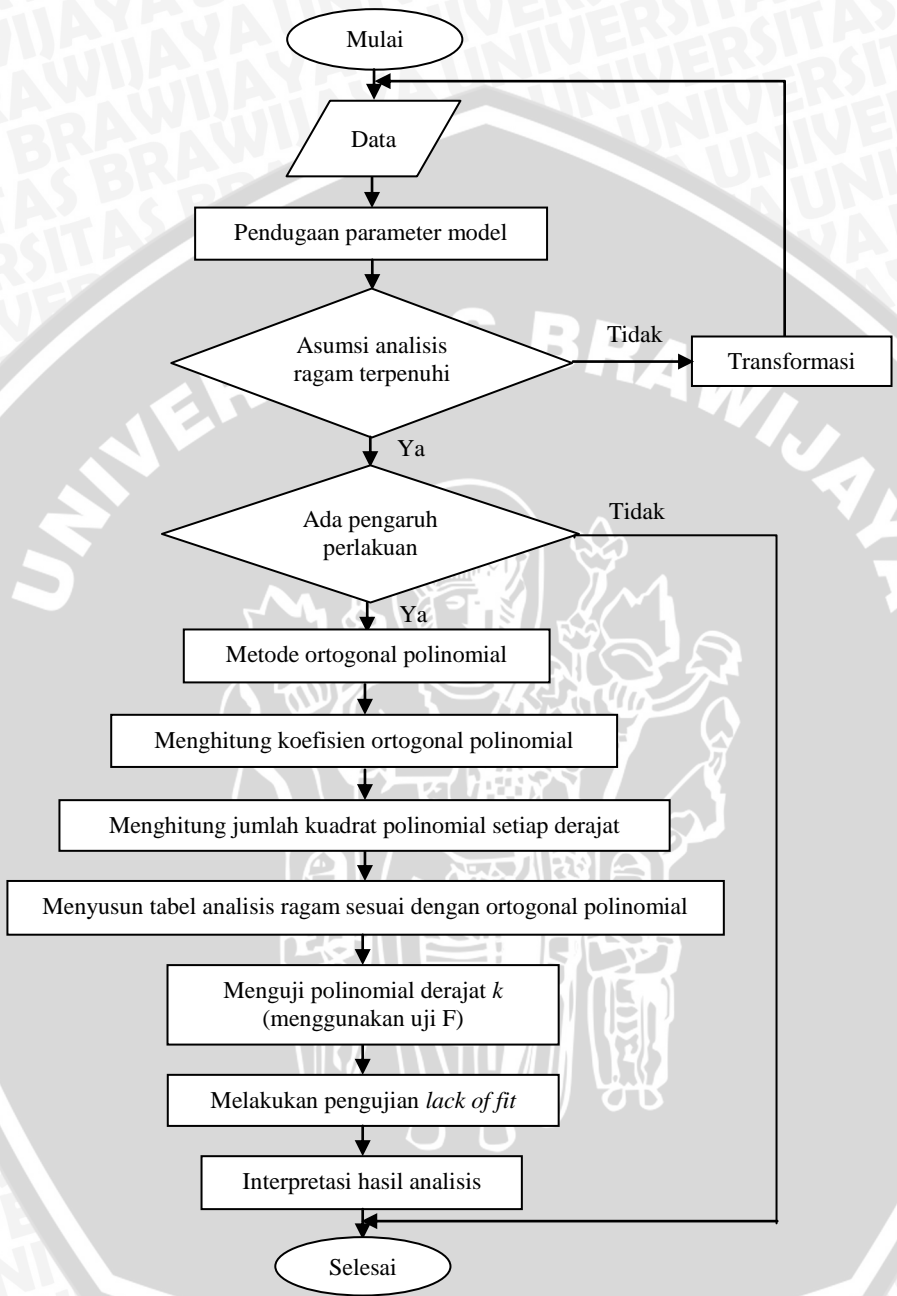 Mulai
Data
Pendugaan parameter model
Asumsi analisis
ragam terpenuhi
Tidak
Transformasi
Ya
Ada pengaruh
perlakuan
Tidak
Ya
Metode ortogonal polinomial
Menghitung koefisien ortogonal polinomial
Menghitung jumlah kuadrat polinomial setiap derajat
Menyusun tabel analisis ragam sesuai dengan ortogonal polinomial
Menguji polinomial derajat k
(menggunakan uji F)
Melakukan pengujian lack of fit
Interpretasi hasil analisis
Selesai